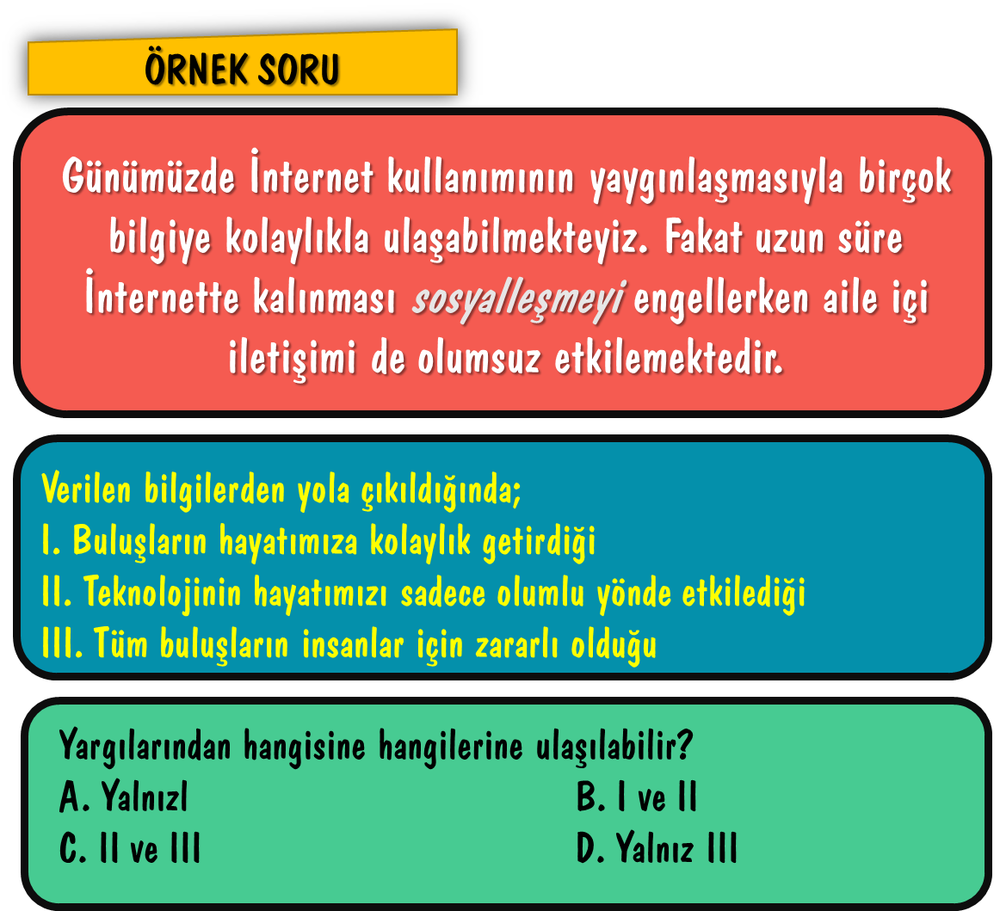 ÖRNEK SORU
Günümüzde İnternet kullanımının yaygınlaşmasıyla birçok
bilgiye kolaylıkla ulaşabilmekteyiz. Fakat uzun süre
İnternette kalınması sosyalleşmeyi engellerken aile içi
iletişimi de olumsuz etkilemektedir.
Verilen bilgilerden yola çıkıldığında;
I. Buluşların hayatımıza kolaylık getirdiği
II. Teknolojinin hayatımızı sadece olumlu yönde etkilediği
III. Tüm buluşların insanlar için zararlı olduğu
Yargılarından hangisine hangilerine ulaşılabilir?
A. YalnızI B. I ve II
C. II ve III D. Yalnız III